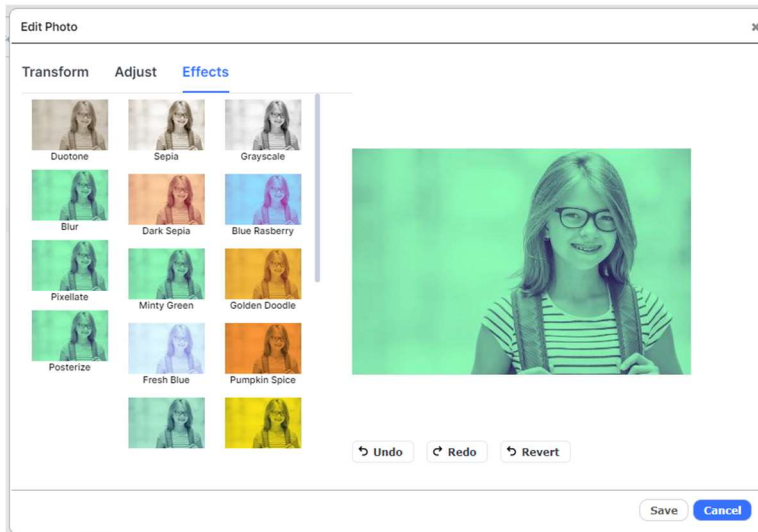 Edit Photo
Transform Adjust Effects
Duotone Sepia Grayscale
Blur Dark Sepia Blue Rasberry
Pixellate Minty Green Golden Doodle
Posterize Fresh Blue Pumpkin Spice
Undo Redo Revert
Save Cancel